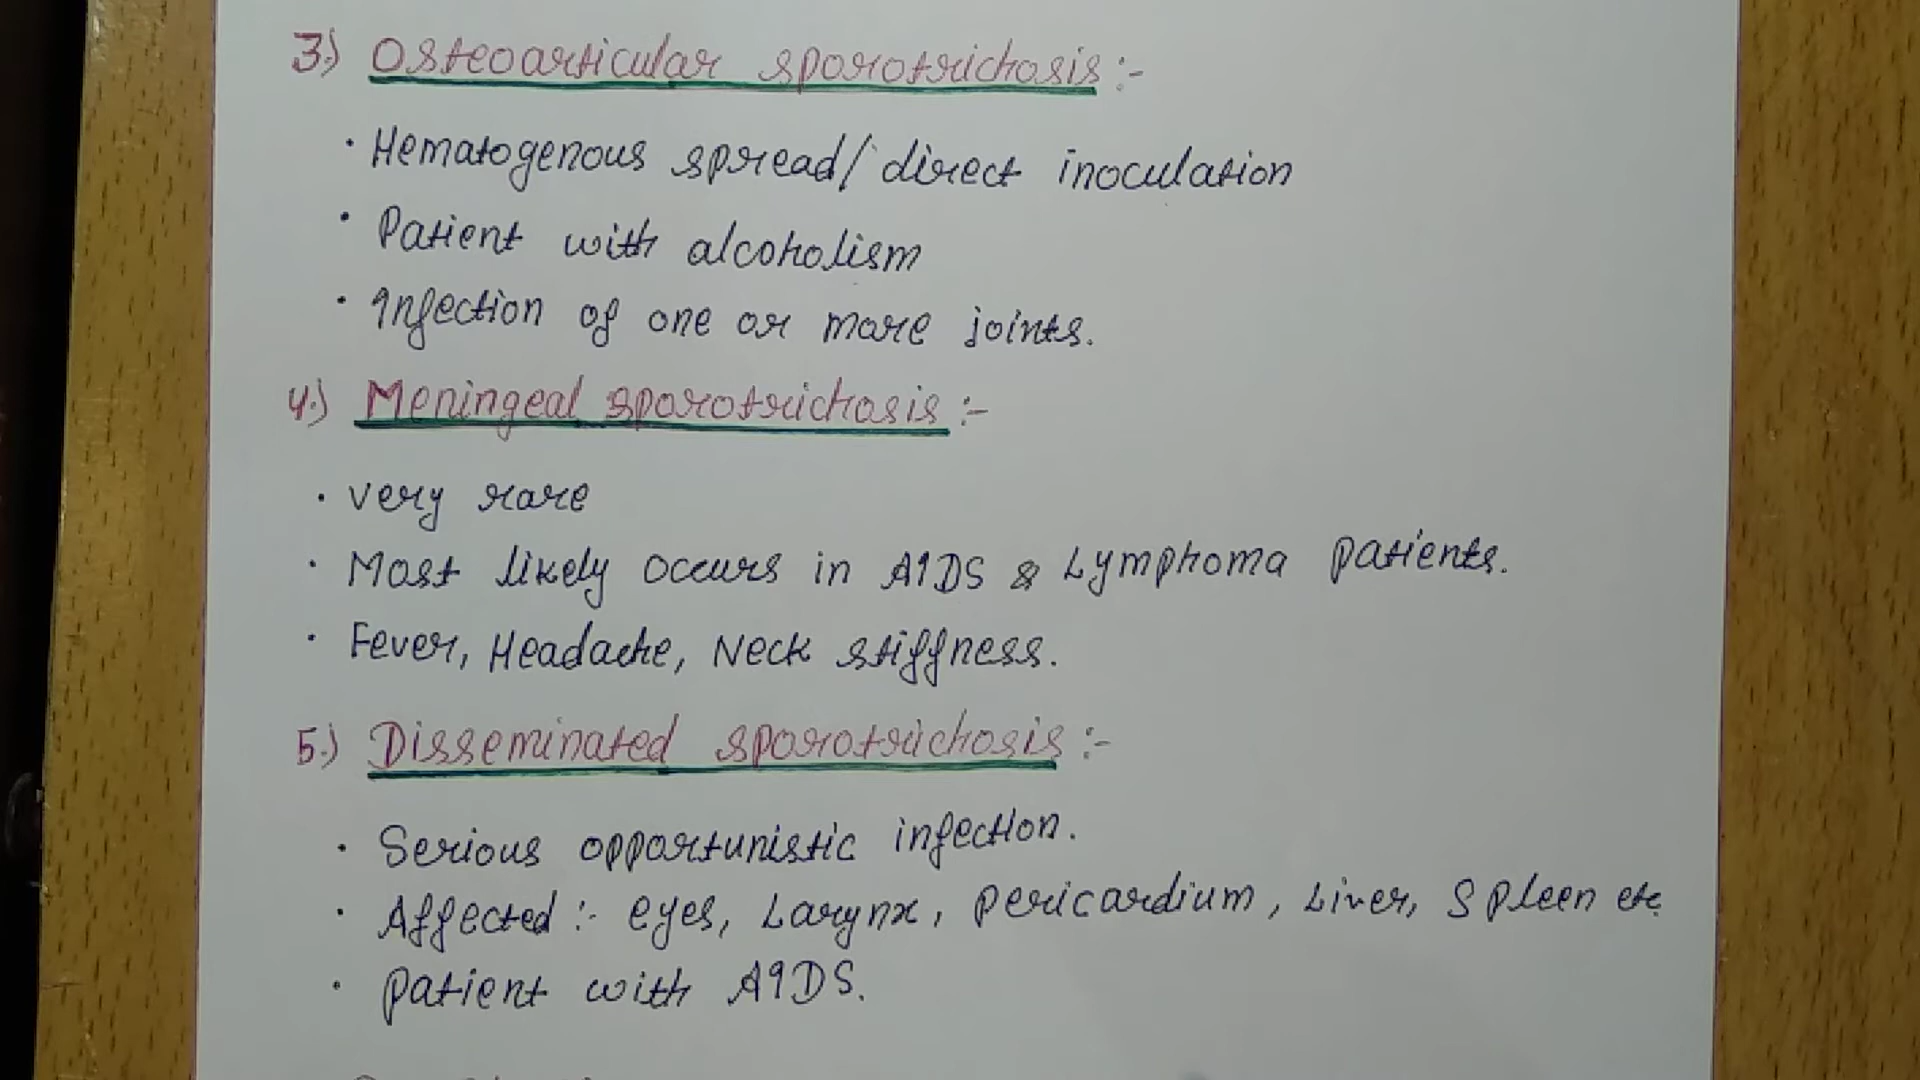 3.) Osteoarticular sporotrichosis :-
· Hematogenous spread/direct inoculation
· Patient with alcoholism
· Infection of one or more joints.
4.) Meningeal sporotrichosis :-
· Very rare
· Most likely occurs in AIDS & Lymphoma patients.
· Fever, Headache, Neck stiffness.
5.) Disseminated sporotrichosis :-
· Serious opportunistic infection.
· Affected :- eyes, Larynx, pericardium, Liver, Spleen etc.
· patient with AIDS.